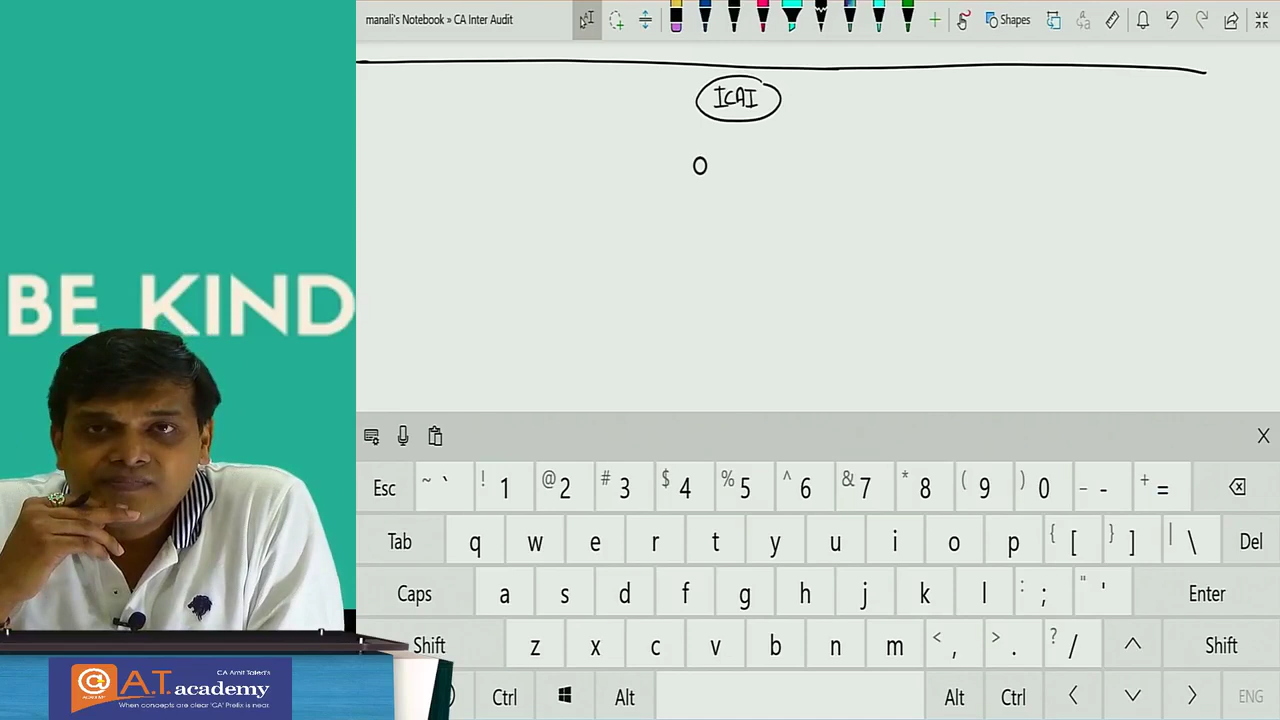 manali's Notebook » CA Inter Audit
Shapes
ICAI
O
BE KIND
X
Esc ~ ` ! 1 @ 2 # 3 $ 4 % 5 ^ 6 & 7 * 8 ( 9 ) 0 _ - + =
Tab q w e r t y u i o p { [ } ] | \ Del
Caps a s d f g h j k l : ; " ' Enter
Shift z x c v b n m < , > . ? / Shift
Ctrl Alt Alt Ctrl ENG
CA Amit Talda's
@ A.T. academy
ACADEMY
When concepts are clear 'CA' Prefix is near.